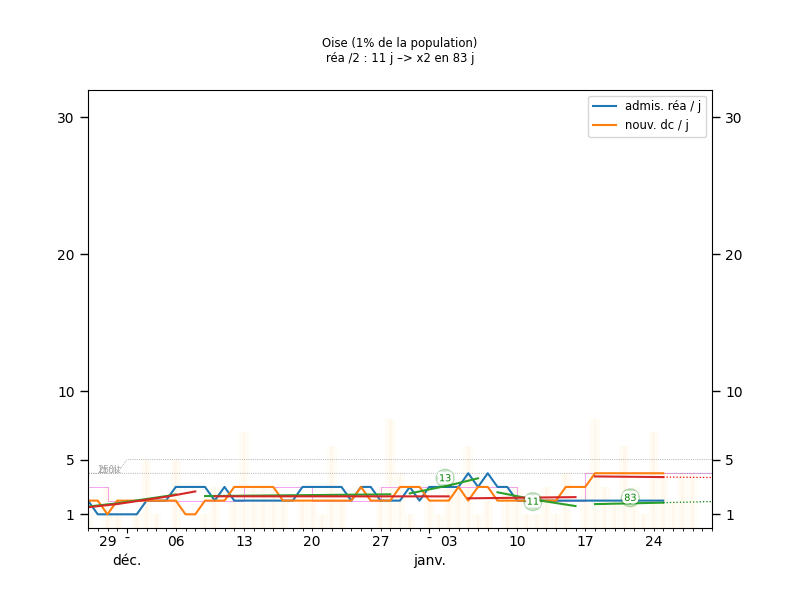 Oise (1% de la population)
réa /2 : 11 j –> x2 en 83 j
admis. réa / j
nouv. dc / j
30 30
20 20
10 10
5 5
1 1
13
11
83
29 - 06 13 20 27 - 03 10 17 24
déc. janv.